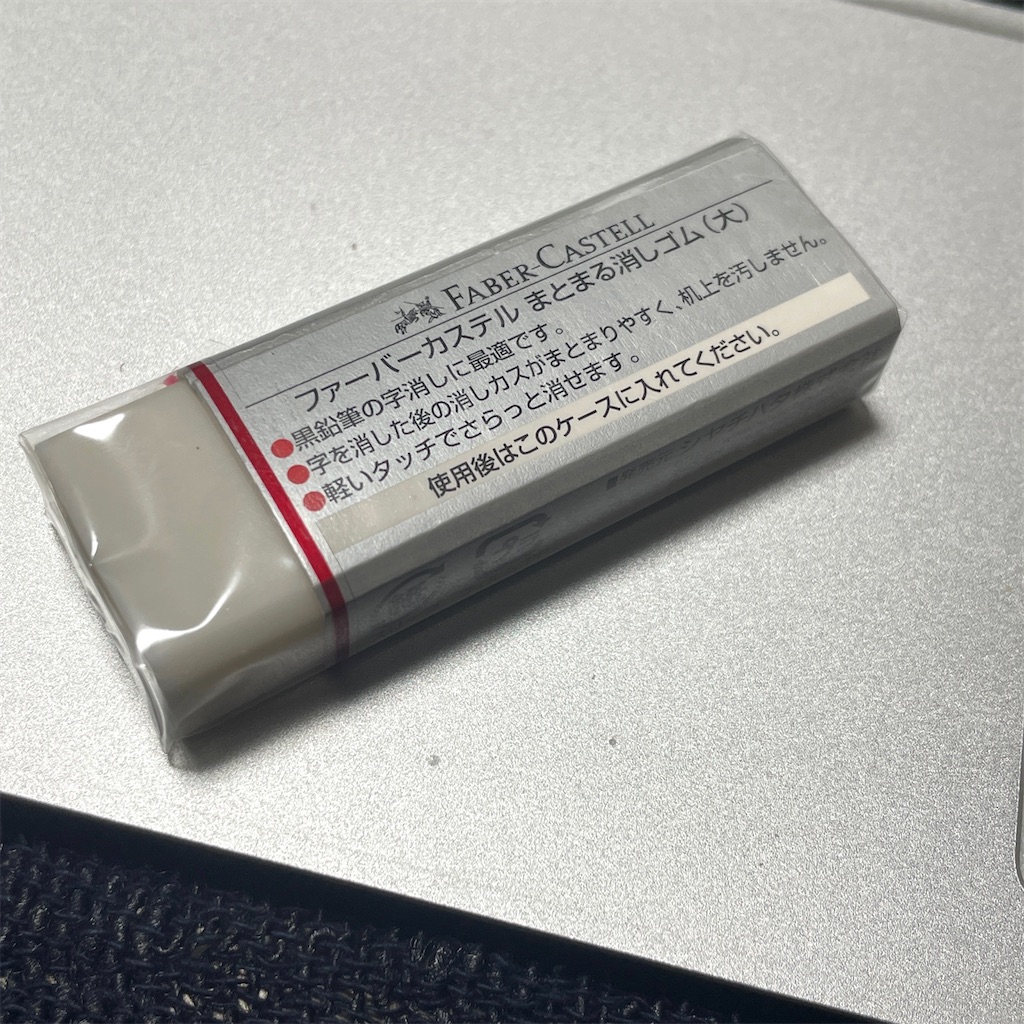 FABER-CASTELL
ファーバーカステル まとまる消しゴム(大)
●黒鉛筆の字消しに最適です。
●字を消した後の消しカスがまとまりやすく、机上を汚しません。
●軽いタッチでさらっと消せます。
使用後はこのケースに入れてください。